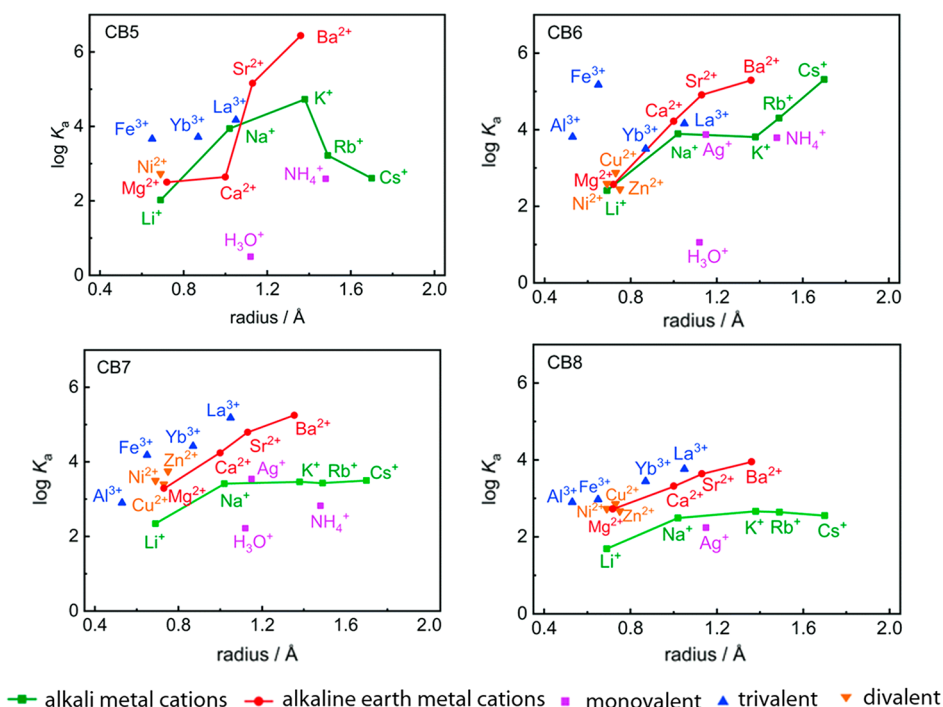 CB5
Ba²⁺
Sr²⁺
K⁺
La³⁺
Yb³⁺
Fe³⁺
Na⁺
Rb⁺
Ni²⁺
Mg²⁺
Ca²⁺
NH₄⁺
Cs⁺
Li⁺
H₃O⁺
6
4
2
0
log Kₐ
0.4 0.8 1.2 1.6 2.0
radius / Å
CB6
Cs⁺
Fe³⁺
Sr²⁺
Ba²⁺
Ca²⁺
Rb⁺
Al³⁺
Yb³⁺
La³⁺
Na⁺
Ag⁺
K⁺
NH₄⁺
Cu²⁺
Mg²⁺
Zn²⁺
Ni²⁺
Li⁺
H₃O⁺
6
4
2
0
log Kₐ
0.4 0.8 1.2 1.6 2.0
radius / Å
CB7
La³⁺
Yb³⁺
Fe³⁺
Sr²⁺
Ba²⁺
Zn²⁺
Ni²⁺
Ca²⁺
Ag⁺
K⁺ Rb⁺ Cs⁺
Al³⁺
Cu²⁺
Mg²⁺
Na⁺
NH₄⁺
Li⁺
H₃O⁺
6
4
2
0
log Kₐ
0.4 0.8 1.2 1.6 2.0
radius / Å
CB8
La³⁺
Yb³⁺
Ba²⁺
Sr²⁺
Al³⁺ Fe³⁺ Cu²⁺
Ca²⁺
Ni²⁺
Zn²⁺
Mg²⁺
Na⁺
K⁺ Rb⁺ Cs⁺
Ag⁺
Li⁺
6
4
2
0
log Kₐ
0.4 0.8 1.2 1.6 2.0
radius / Å
alkali metal cations alkaline earth metal cations monovalent trivalent divalent